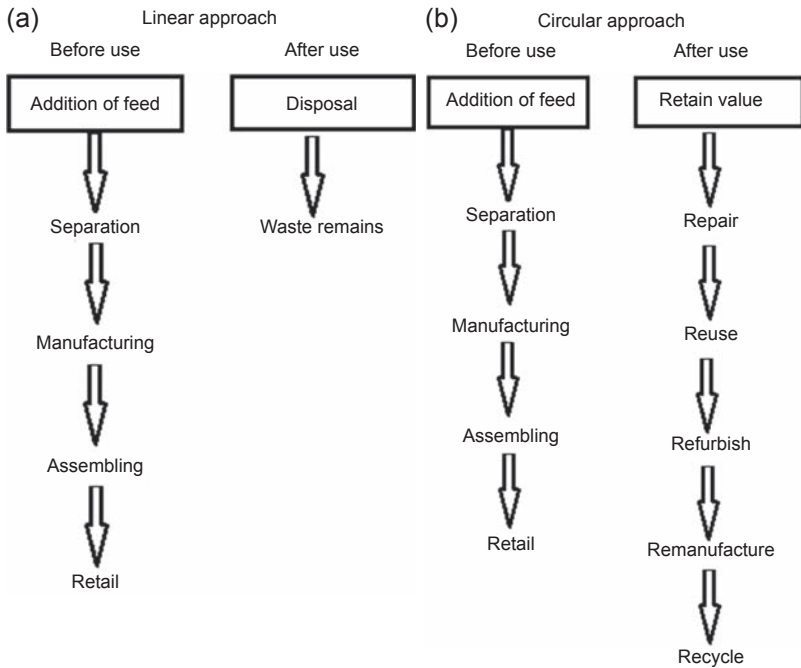 (a)
Linear approach
Before use
Addition of feed
Separation
Manufacturing
Assembling
Retail
After use
Disposal
Waste remains
(b)
Circular approach
Before use
Addition of feed
Separation
Manufacturing
Assembling
Retail
After use
Retain value
Repair
Reuse
Refurbish
Remanufacture
Recycle